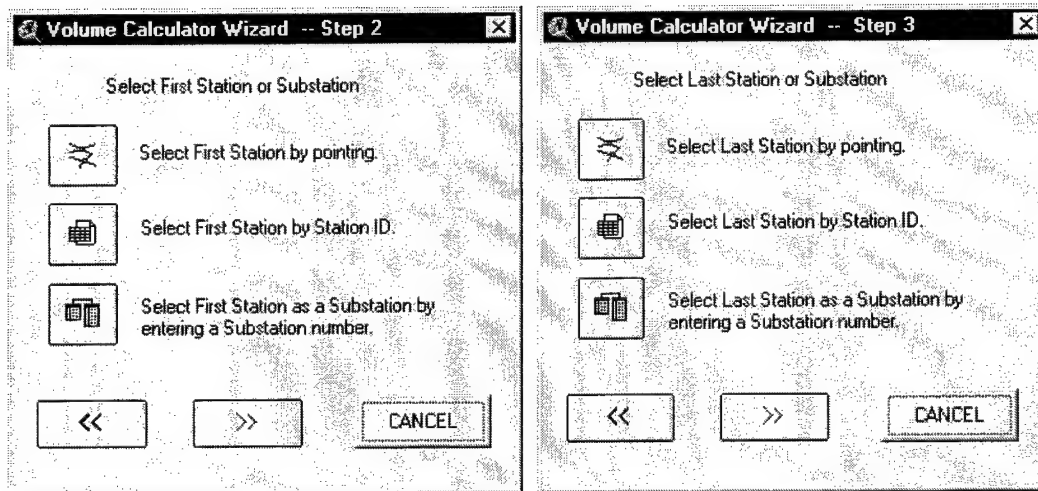 Volume Calculator Wizard -- Step 2
Select First Station or Substation
Select First Station by pointing.
Select First Station by Station ID.
Select First Station as a Substation by
entering a Substation number.
<< >> CANCEL
Volume Calculator Wizard -- Step 3
Select Last Station or Substation
Select Last Station by pointing.
Select Last Station by Station ID.
Select Last Station as a Substation by
entering a Substation number.
<< >> CANCEL